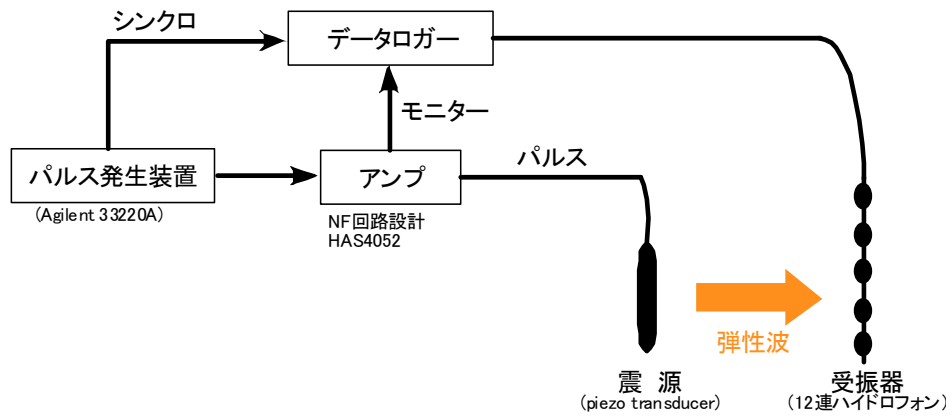 シンクロ
データロガー
モニター
パルス発生装置
(Agilent 33220A)
アンプ
パルス
NF回路設計
HAS4052
弾性波
震 源
(piezo transducer)
受振器
(12連ハイドロフォン)